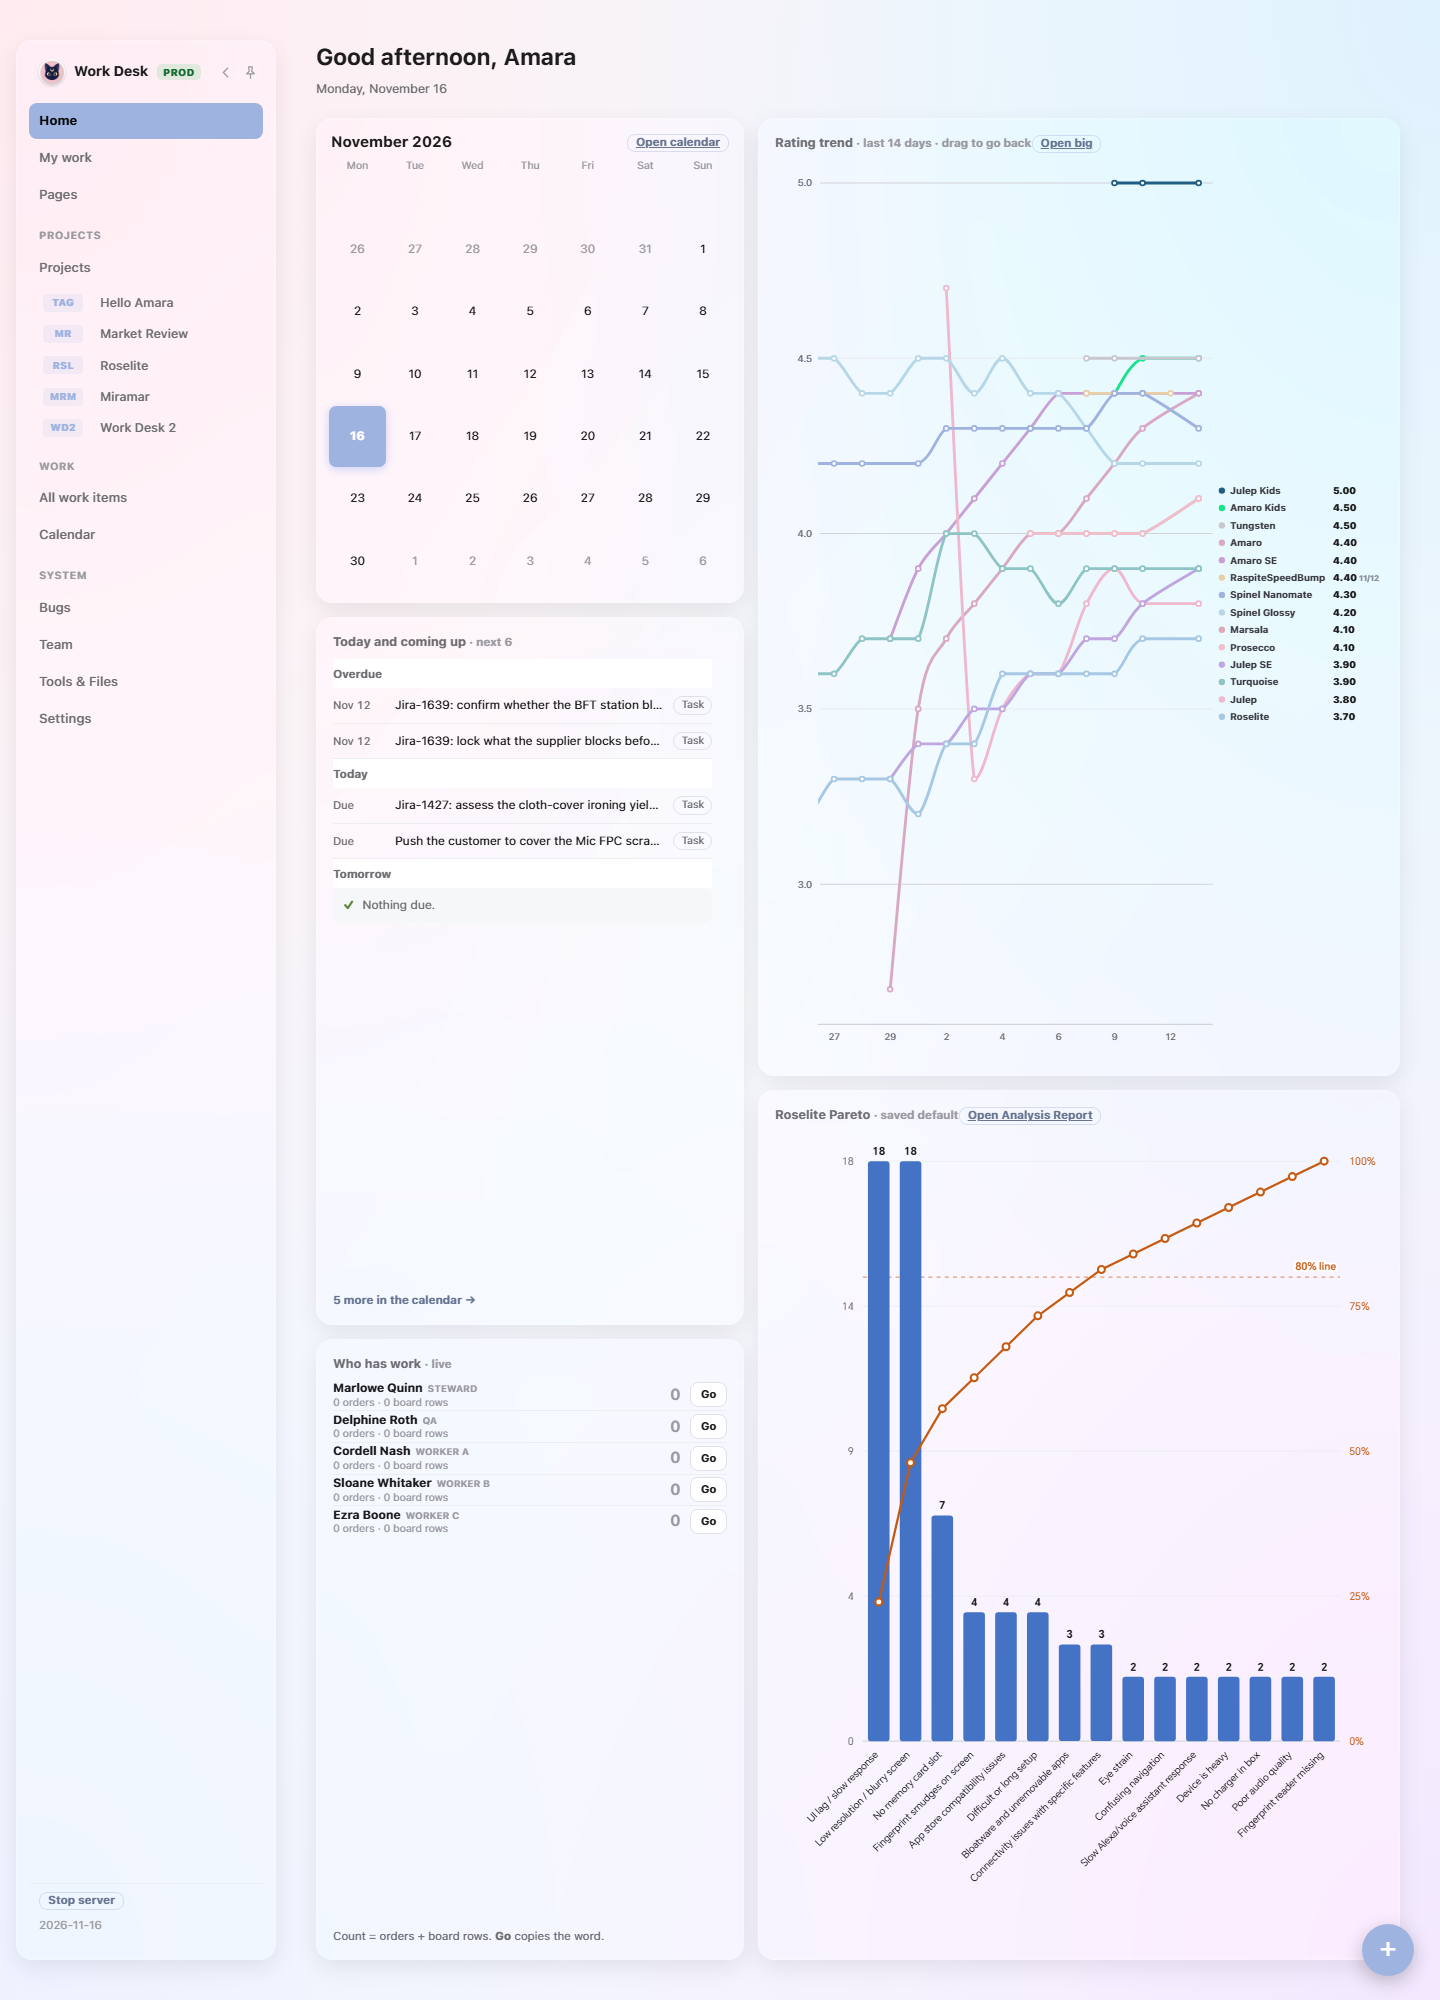 Work Desk PROD
Home
My work
Pages
PROJECTS
Projects
TAG Hello Amara
MR Market Review
RSL Roselite
MRM Miramar
WD2 Work Desk 2
WORK
All work items
Calendar
SYSTEM
Bugs
Team
Tools & Files
Settings
Stop server
2026-11-16
Good afternoon, Amara
Monday, November 16
November 2026 Open calendar
Mon Tue Wed Thu Fri Sat Sun
26 27 28 29 30 31 1
2 3 4 5 6 7 8
9 10 11 12 13 14 15
16 17 18 19 20 21 22
23 24 25 26 27 28 29
30 1 2 3 4 5 6
Today and coming up · next 6
Overdue
Nov 12 Jira-1639: confirm whether the BFT station bl... Task
Nov 12 Jira-1639: lock what the supplier blocks befo... Task
Today
Due Jira-1427: assess the cloth-cover ironing yiel... Task
Due Push the customer to cover the Mic FPC scra... Task
Tomorrow
✓ Nothing due.
5 more in the calendar →
Who has work · live
Marlowe Quinn STEWARD
0 orders · 0 board rows
0 Go
Delphine Roth QA
0 orders · 0 board rows
0 Go
Cordell Nash WORKER A
0 orders · 0 board rows
0 Go
Sloane Whitaker WORKER B
0 orders · 0 board rows
0 Go
Ezra Boone WORKER C
0 orders · 0 board rows
0 Go
Count = orders + board rows. Go copies the word.
Rating trend · last 14 days · drag to go back Open big
5.0
4.5
4.0
3.5
3.0
27 29 2 4 6 9 12
Julep Kids 5.00
Amaro Kids 4.50
Tungsten 4.50
Amaro 4.40
Amaro SE 4.40
RaspiteSpeedBump 4.40 11/12
Spinel Nanomate 4.30
Spinel Glossy 4.20
Marsala 4.10
Prosecco 4.10
Julep SE 3.90
Turquoise 3.90
Julep 3.80
Roselite 3.70
Roselite Pareto · saved default Open Analysis Report
18
14
9
4
0
18 18 7 4 4 4 3 3 2 2 2 2 2 2 2
80% line
100%
75%
50%
25%
0%
UI lag / slow response
Low resolution / blurry screen
No memory card slot
Fingerprint smudges on screen
App store compatibility issues
Difficult or long setup
Bloatware and unremovable apps
Connectivity issues with specific features
Eye strain
Confusing navigation
Slow Alexa/voice assistant response
Device is heavy
No charger in box
Poor audio quality
Fingerprint reader missing
+